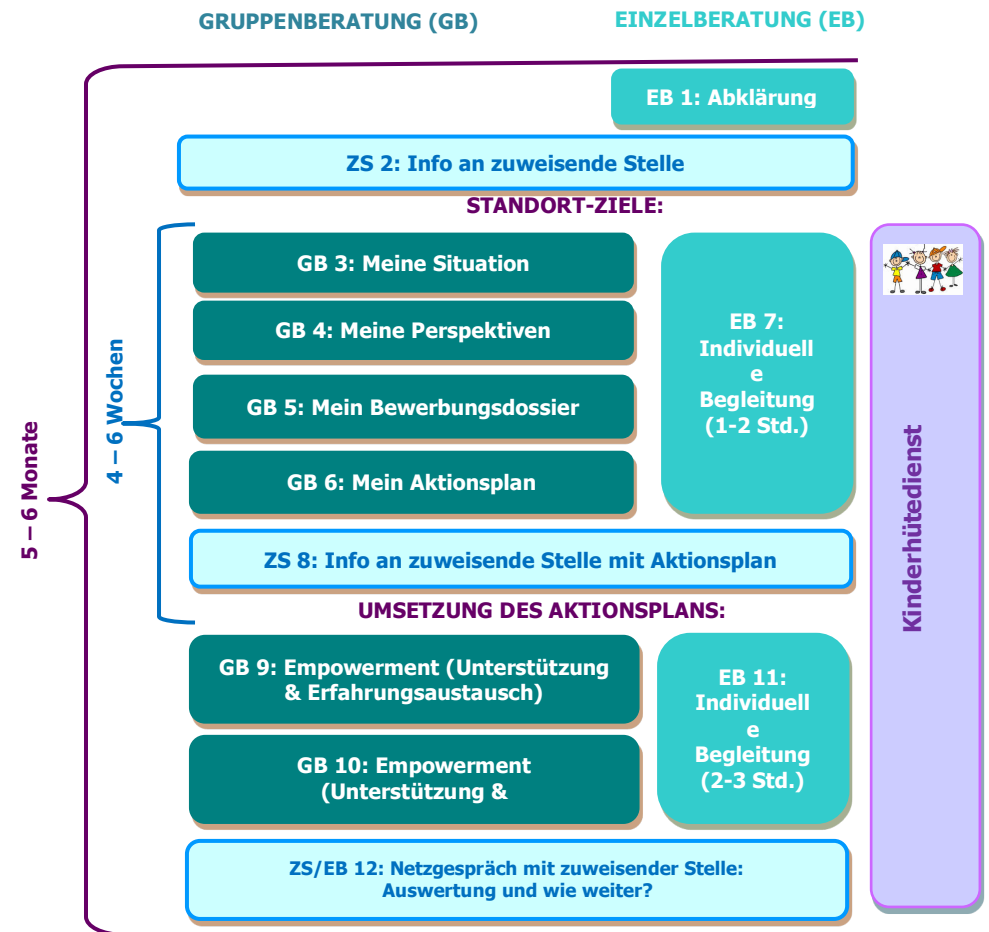 GRUPPENBERATUNG (GB)
EINZELBERATUNG (EB)
EB 1: Abklärung
ZS 2: Info an zuweisende Stelle
STANDORT-ZIELE:
GB 3: Meine Situation
GB 4: Meine Perspektiven
GB 5: Mein Bewerbungsdossier
GB 6: Mein Aktionsplan
EB 7:
Individuell
e
Begleitung
(1-2 Std.)
4 – 6 Wochen
5 – 6 Monate
Kinderhütedienst
ZS 8: Info an zuweisende Stelle mit Aktionsplan
UMSETZUNG DES AKTIONSPLANS:
GB 9: Empowerment (Unterstützung
& Erfahrungsaustausch)
GB 10: Empowerment
(Unterstützung &
EB 11:
Individuell
e
Begleitung
(2-3 Std.)
ZS/EB 12: Netzgespräch mit zuweisender Stelle:
Auswertung und wie weiter?